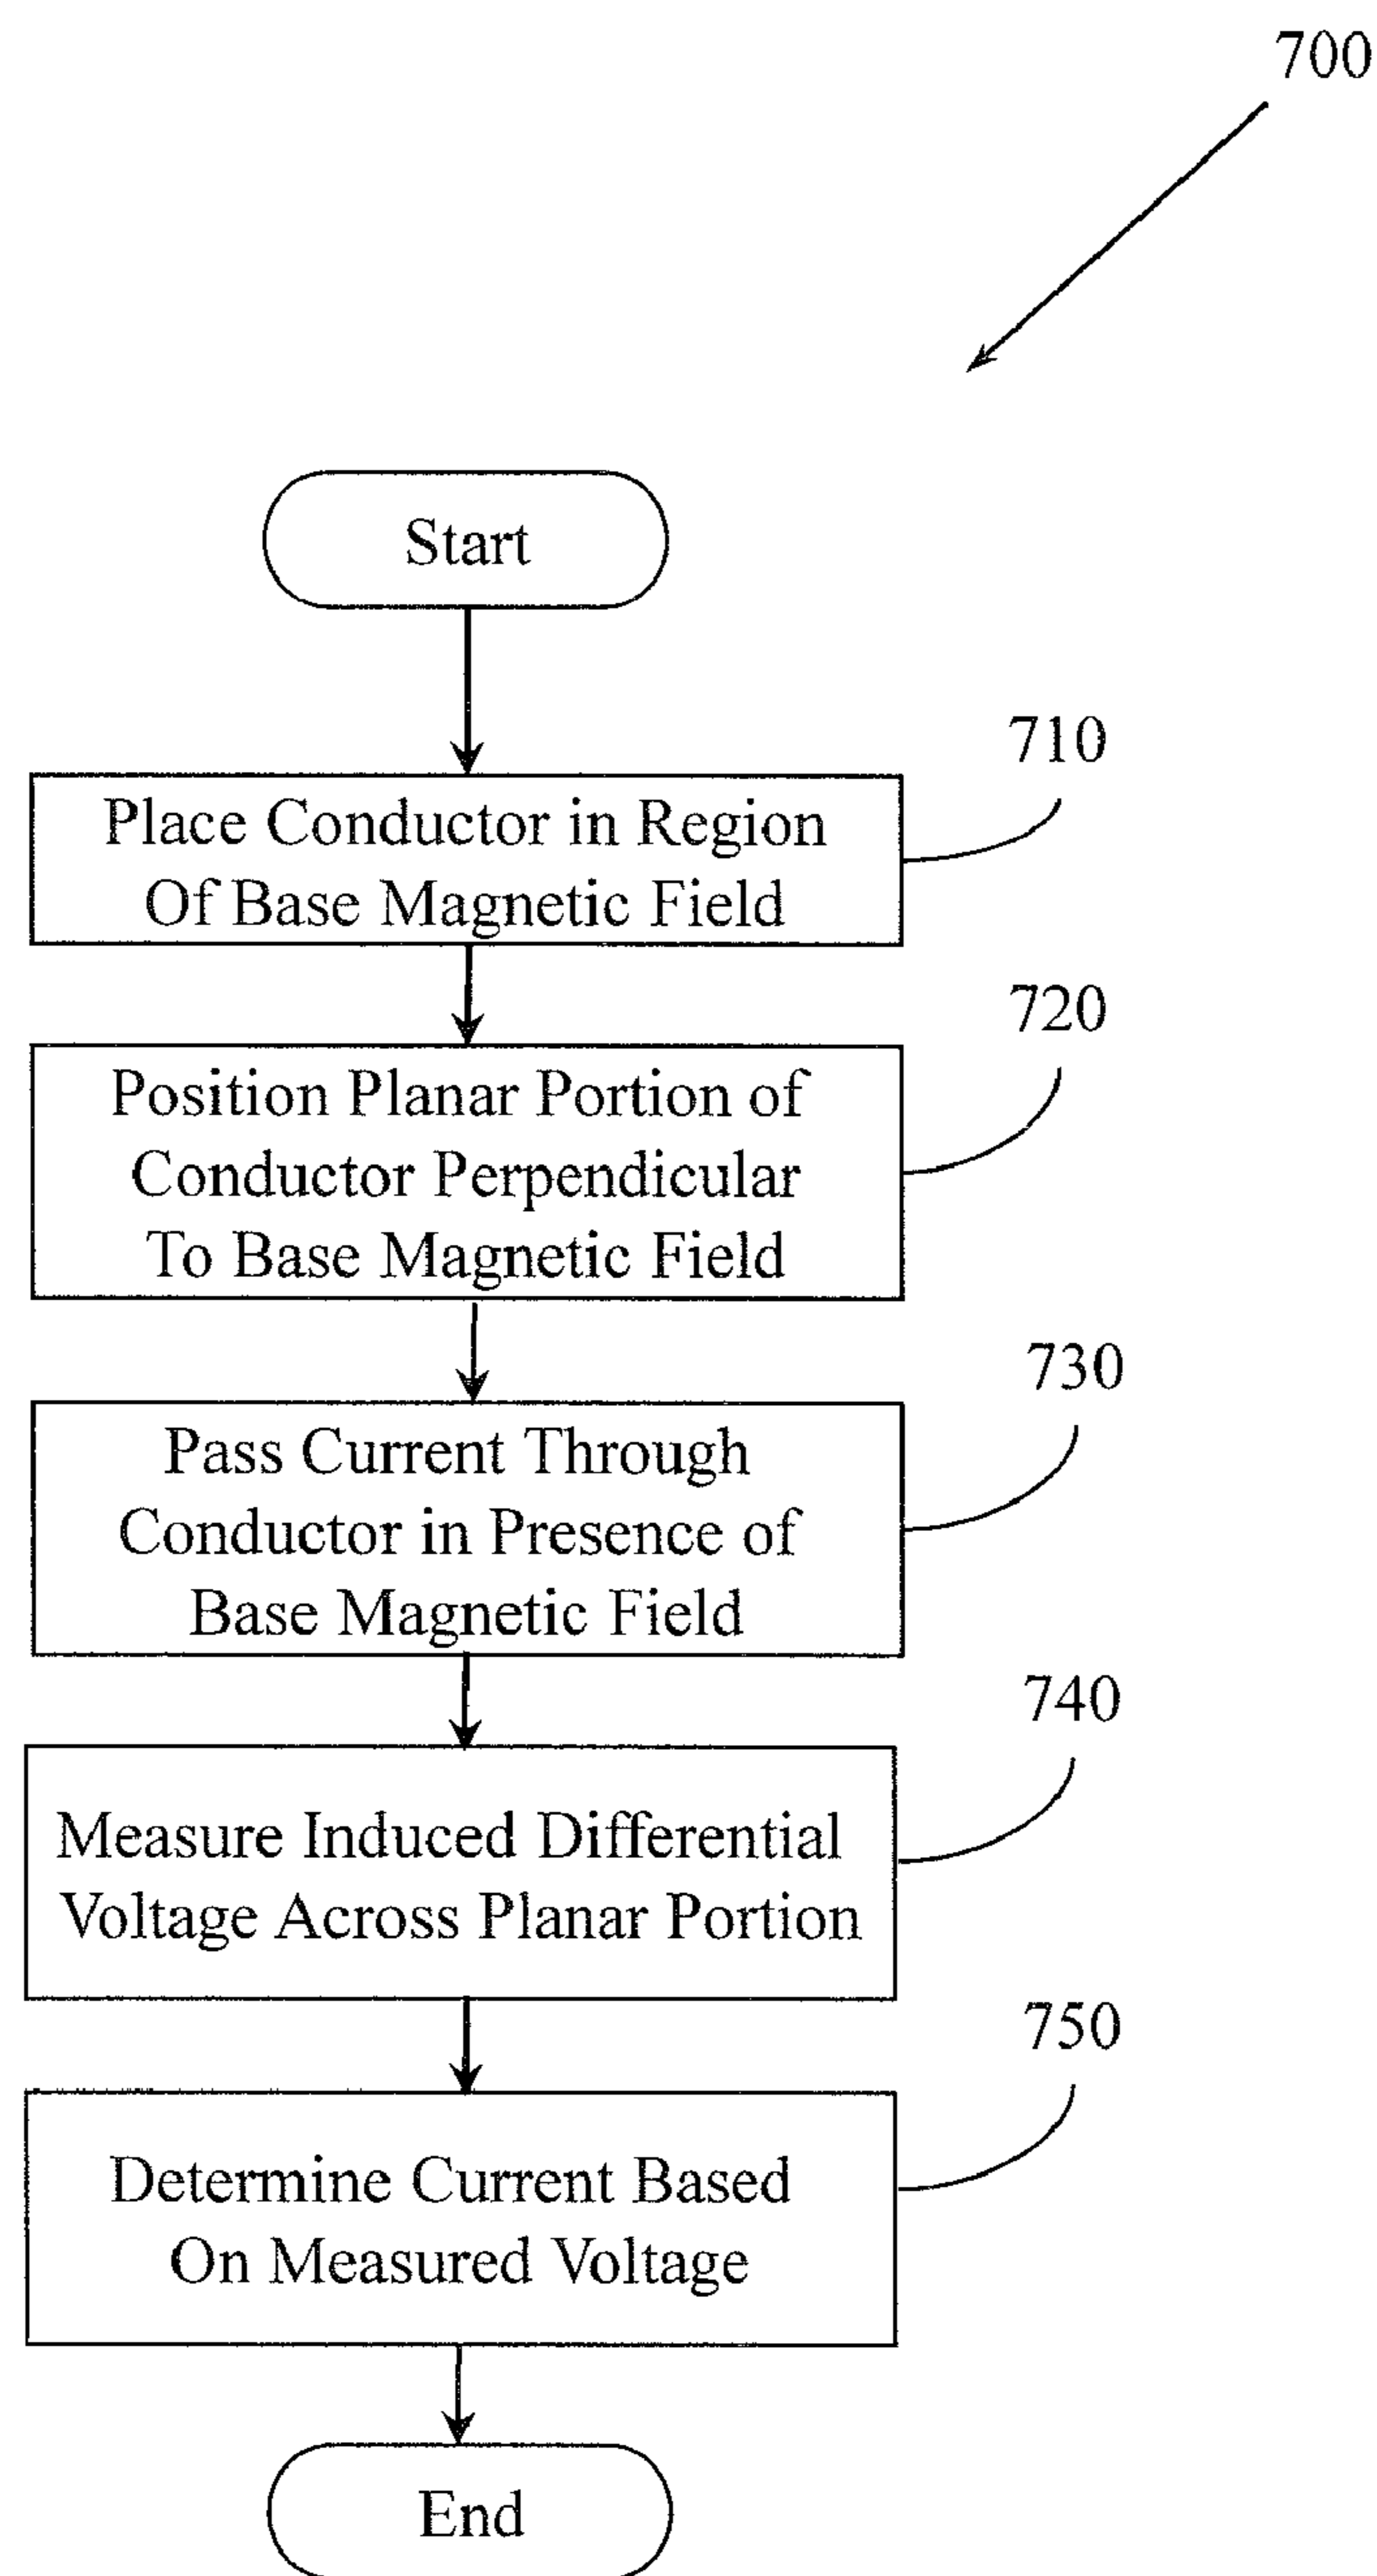 700
Start
710
Place Conductor in Region
Of Base Magnetic Field
720
Position Planar Portion of
Conductor Perpendicular
To Base Magnetic Field
730
Pass Current Through
Conductor in Presence of
Base Magnetic Field
740
Measure Induced Differential
Voltage Across Planar Portion
750
Determine Current Based
On Measured Voltage
End